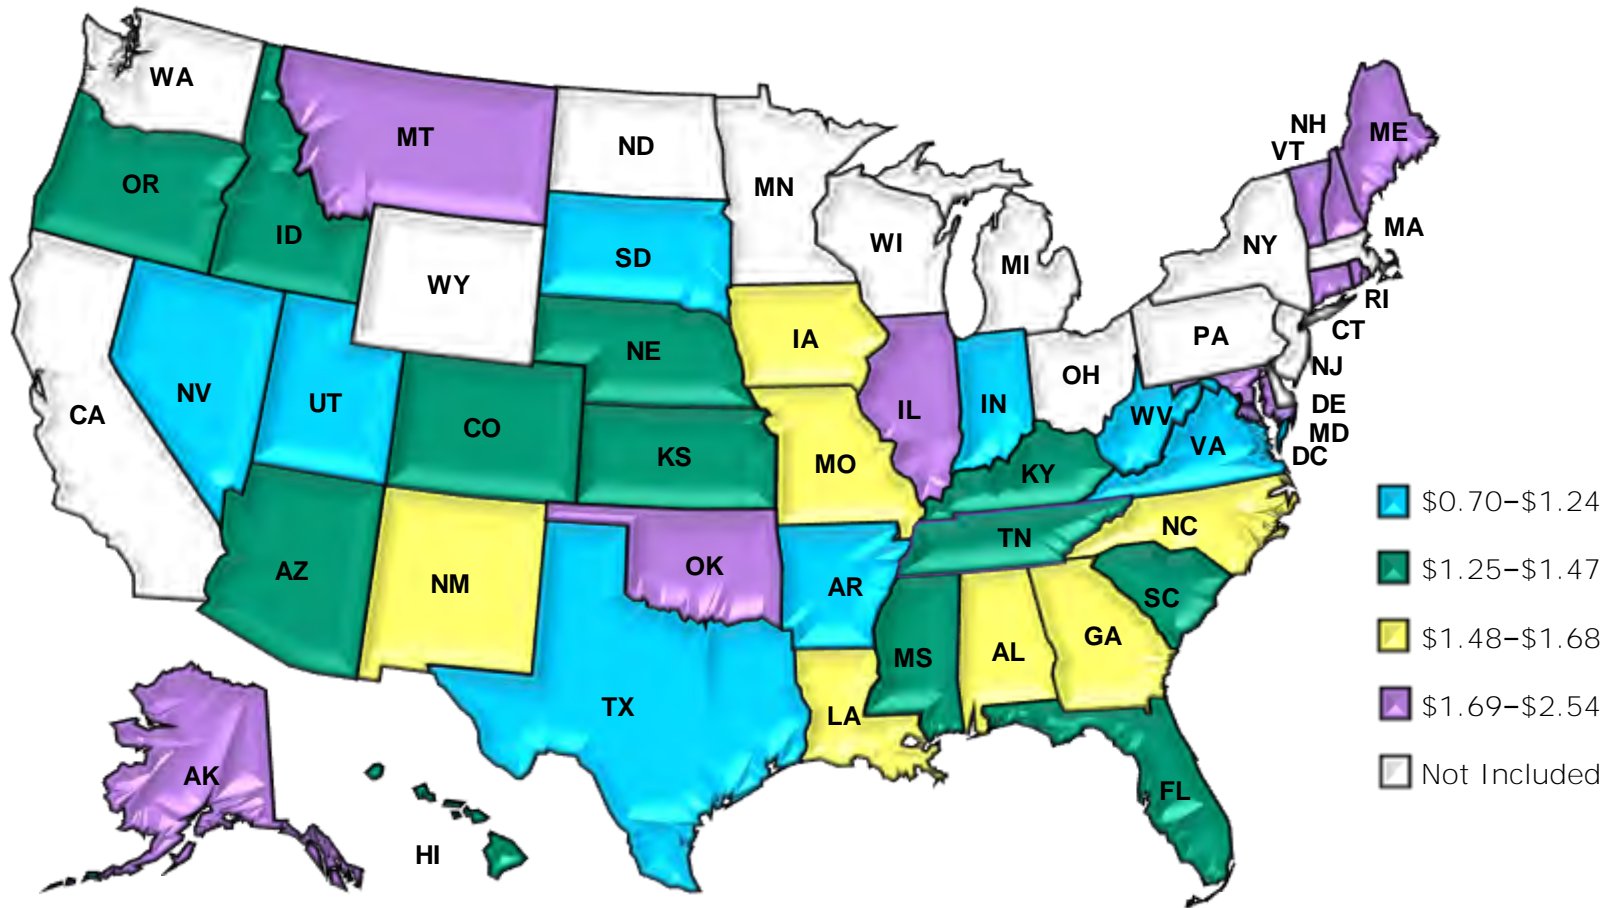 WA
MT
ND
MN
OR
ID
WY
SD
WI
MI
NH
VT
ME
NY
MA
RI
CT
PA
NJ
CA
NV
UT
CO
NE
IA
IL
IN
OH
WV
VA
DE
MD
DC
KS
MO
KY
AZ
NM
OK
AR
TN
NC
SC
TX
LA
MS
AL
GA
FL
AK
HI
$0.70–$1.24
$1.25–$1.47
$1.48–$1.68
$1.69–$2.54
Not Included